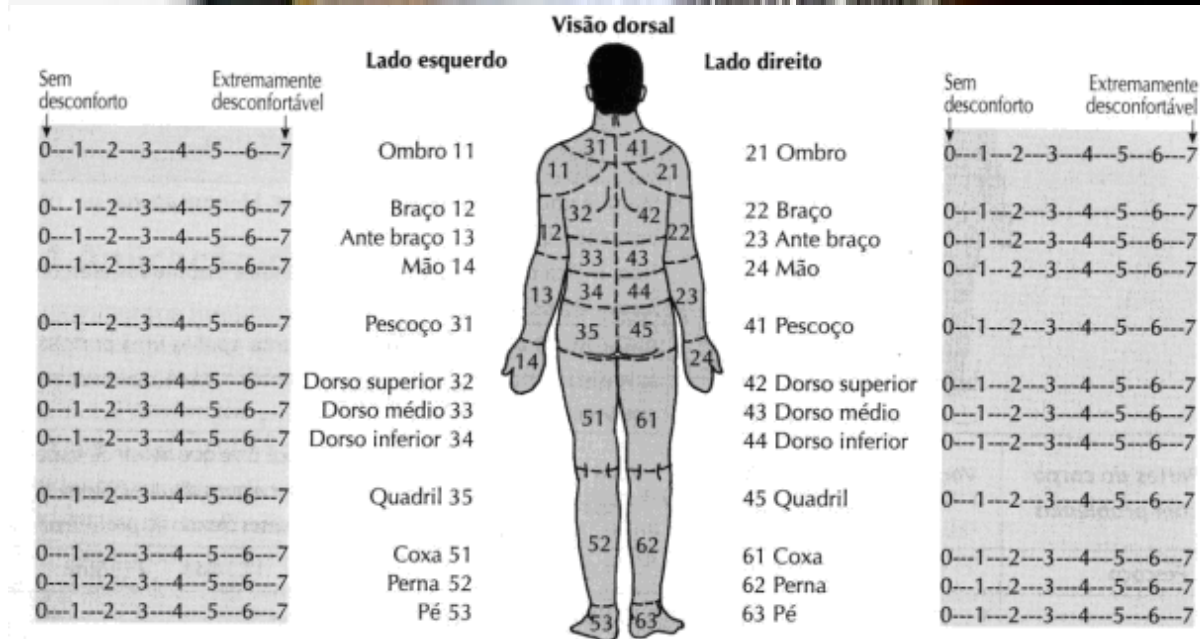 Visão dorsal
Lado esquerdo
Lado direito
Sem desconforto
Extremamente desconfortável
Sem desconforto
Extremamente desconfortável
0---1---2---3---4---5---6---7 Ombro 11 31 41 21 Ombro 0---1---2---3---4---5---6---7
11 21
0---1---2---3---4---5---6---7 Braço 12 32 42 22 Braço 0---1---2---3---4---5---6---7
0---1---2---3---4---5---6---7 Ante braço 13 12 22 23 Ante braço 0---1---2---3---4---5---6---7
0---1---2---3---4---5---6---7 Mão 14 33 43 24 Mão 0---1---2---3---4---5---6---7
13 34 44 23
0---1---2---3---4---5---6---7 Pescoço 31 35 45 41 Pescoço 0---1---2---3---4---5---6---7
14 24
0---1---2---3---4---5---6---7 Dorso superior 32 42 Dorso superior 0---1---2---3---4---5---6---7
0---1---2---3---4---5---6---7 Dorso médio 33 51 61 43 Dorso médio 0---1---2---3---4---5---6---7
0---1---2---3---4---5---6---7 Dorso inferior 34 44 Dorso inferior 0---1---2---3---4---5---6---7
0---1---2---3---4---5---6---7 Quadril 35 45 Quadril 0---1---2---3---4---5---6---7
0---1---2---3---4---5---6---7 Coxa 51 52 62 61 Coxa 0---1---2---3---4---5---6---7
0---1---2---3---4---5---6---7 Perna 52 62 Perna 0---1---2---3---4---5---6---7
0---1---2---3---4---5---6---7 Pé 53 53 63 63 Pé 0---1---2---3---4---5---6---7